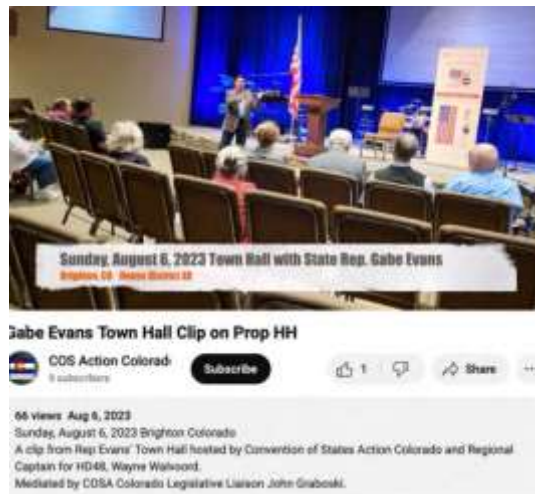 Sunday, August 6, 2023 Town Hall with State Rep. Gabe Evans
Brighton, CO House District 48
Gabe Evans Town Hall Clip on Prop HH
COS Action Colorad
9 subscribers
Subscribe
1
Share
66 views Aug 6, 2023
Sunday, August 6, 2023 Brighton Colorado
A clip from Rep Evans' Town Hall hosted by Convention of States Action Colorado and Regional
Captain for HD48, Wayne Walvoord.
Mediated by COSA Colorado Legislative Liaison John Graboski.